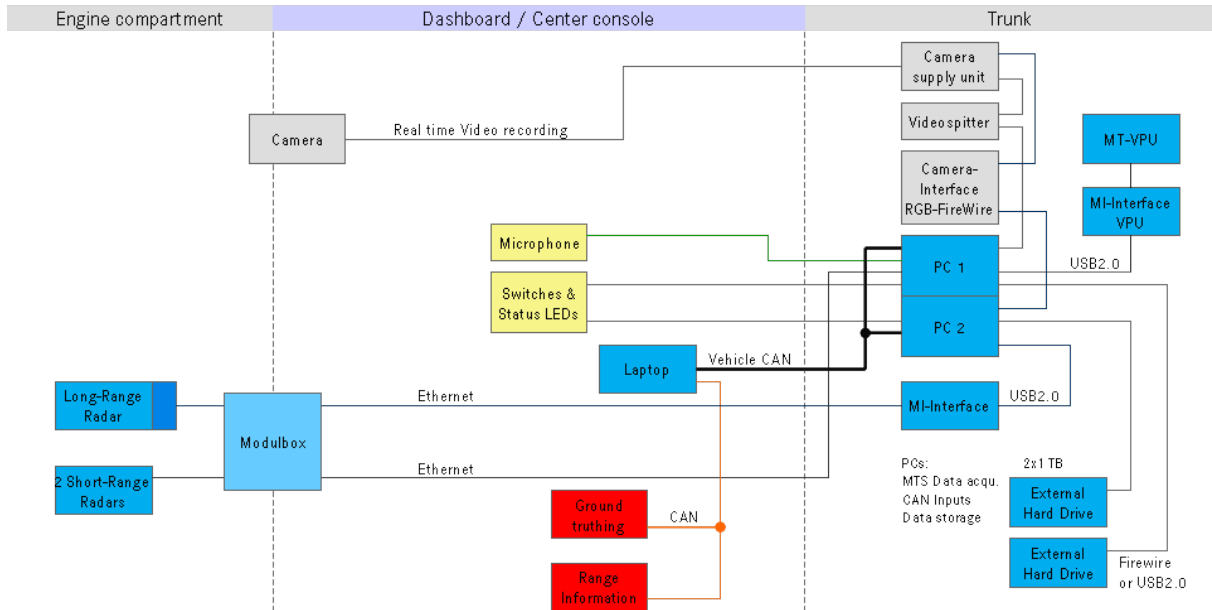 Engine compartment
Dashboard / Center console
Trunk
Camera
supply unit
Camera
Real time Video recording
Videospitter
MT-VPU
Camera-
Interface
RGB-FireWire
MI-Interface
VPU
Microphone
PC 1
USB2.0
Switches &
Status LEDs
PC 2
Laptop
Vehicle CAN
Long-Range
Radar
Ethernet
MI-Interface
USB2.0
Modulbox
2 Short-Range
Radars
Ethernet
PCs:
MTS Data acqu.
CAN Inputs
Data storage
2x1 TB
External
Hard Drive
Ground
truthing
CAN
External
Hard Drive
Firewire
or USB2.0
Range
Information